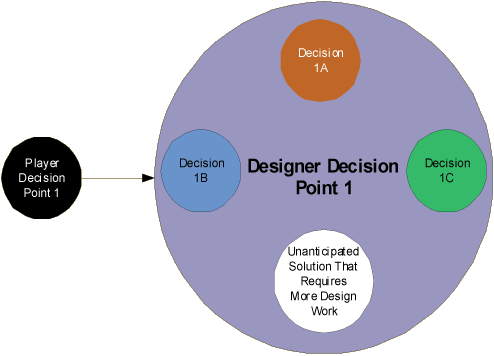 Decision
1A
Player
Decision
Point 1
Decision
1B
Designer Decision
Point 1
Decision
1C
Unanticipated
Solution That
Requires
More Design
Work